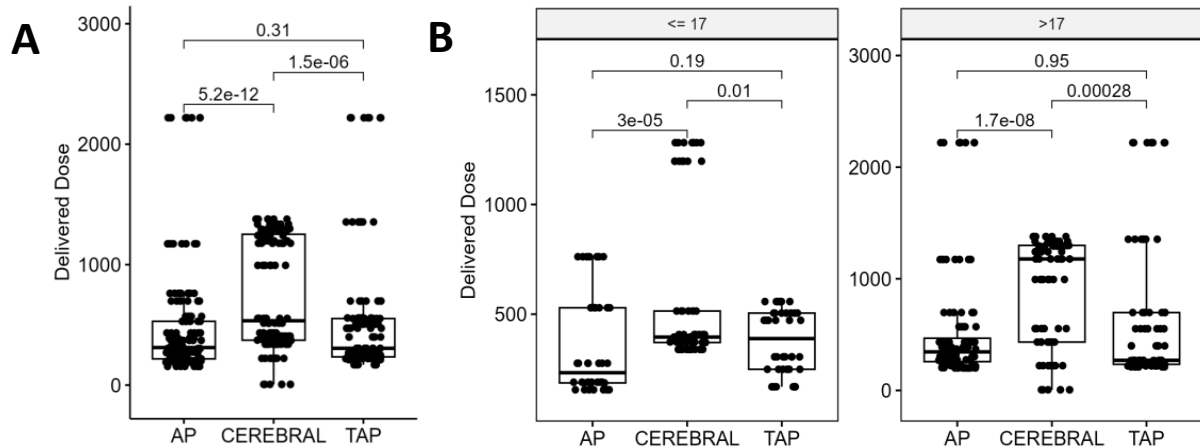 A
3000
2000
1000
0
Delivered Dose
0.31
1.5e-06
5.2e-12
AP CEREBRAL TAP
B
<= 17
1500
1000
500
Delivered Dose
0.19
0.01
3e-05
AP CEREBRAL TAP
>17
3000
2000
1000
0
0.95
0.00028
1.7e-08
AP CEREBRAL TAP